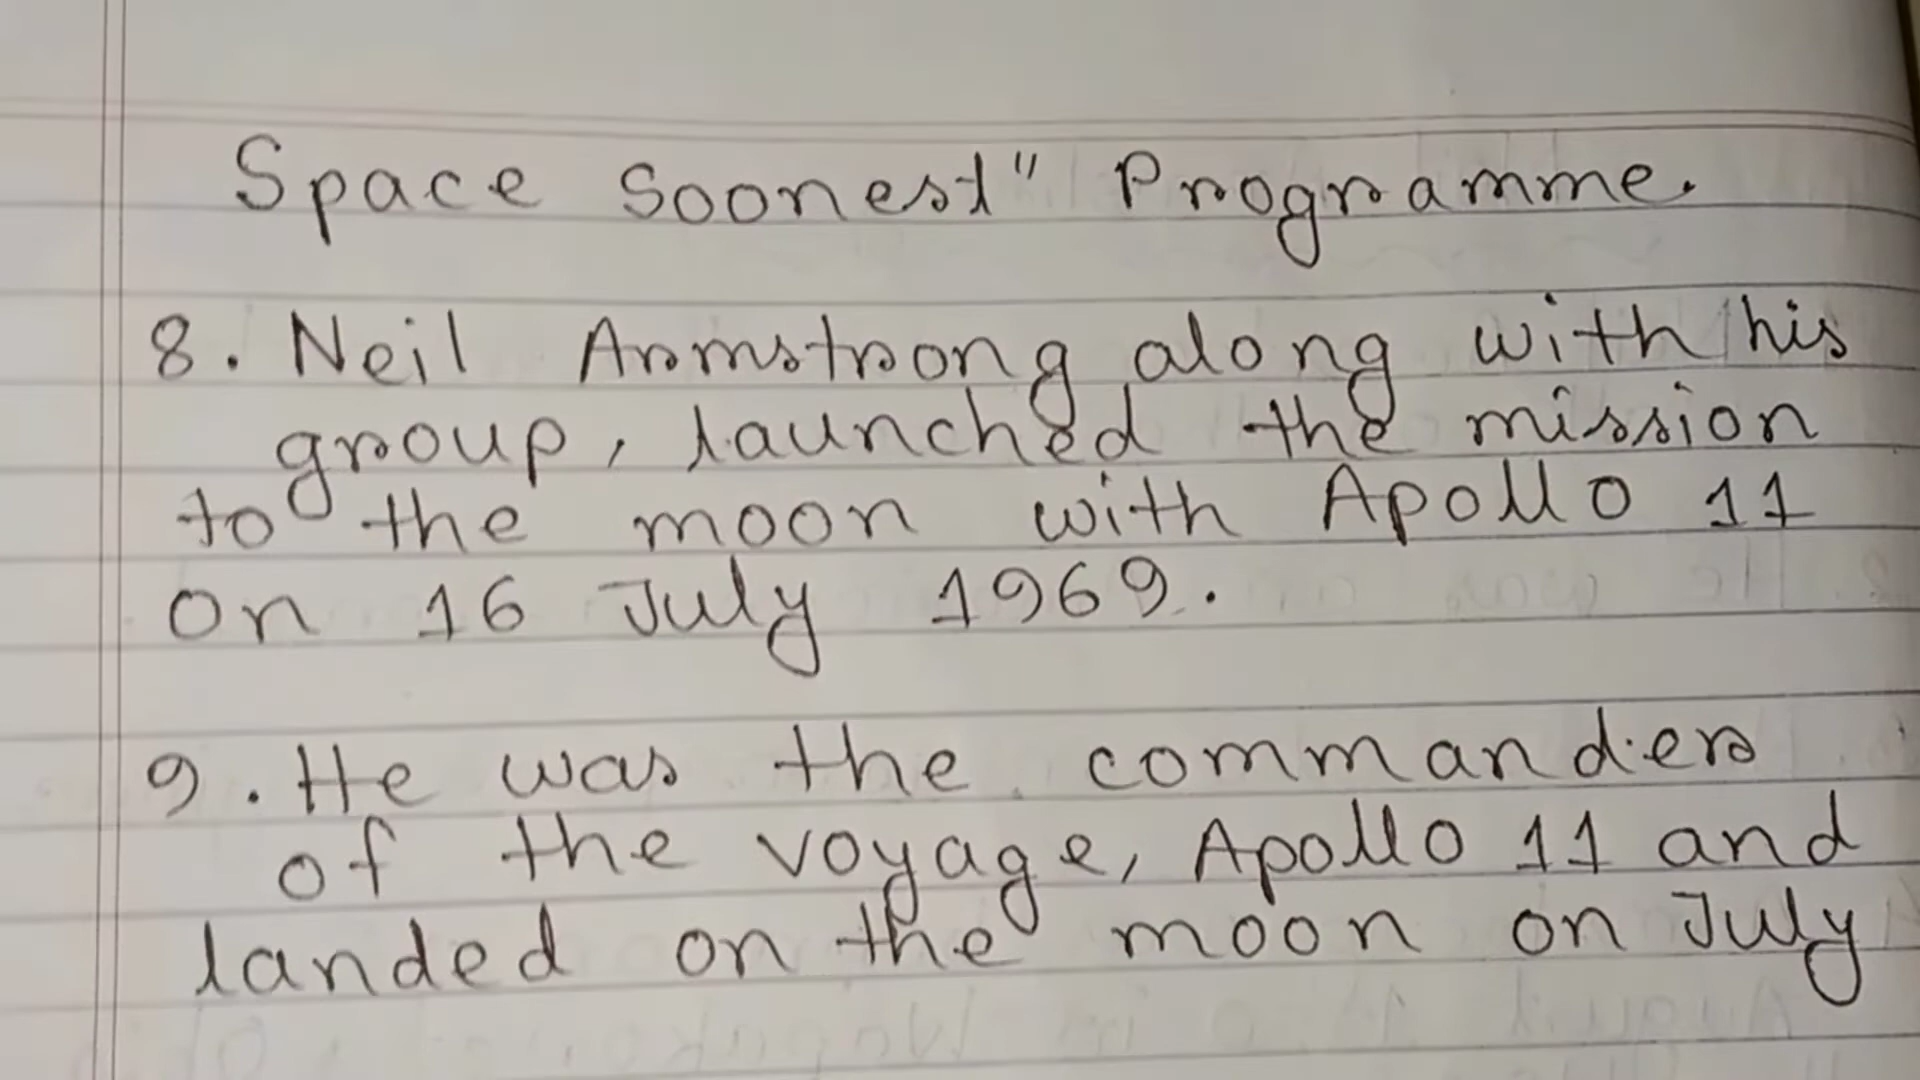 Space Soonest" Programme.
8. Neil Armstrong along with his
group, launched the mission
to the moon with Apollo 11
on 16 July 1969.
9. He was the commander
of the voyage, Apollo 11 and
landed on the moon on July